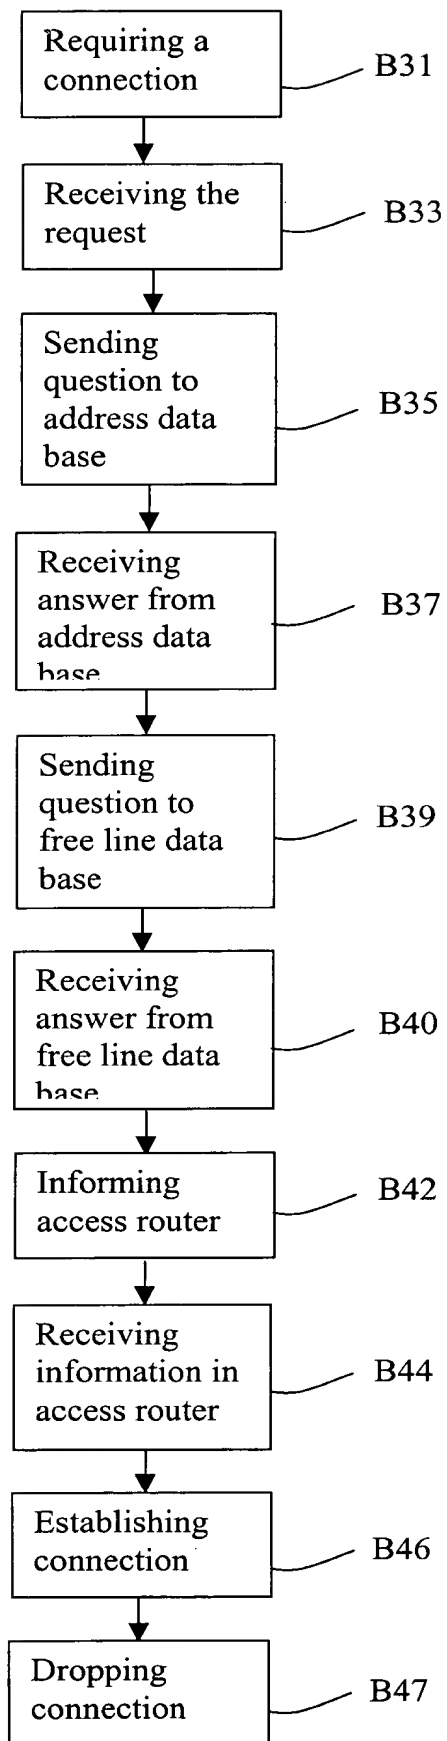 Requiring a
connection
B31
Receiving the
request
B33
Sending
question to
address data
base
B35
Receiving
answer from
address data
base
B37
Sending
question to
free line data
base
B39
Receiving
answer from
free line data
base
B40
Informing
access router
B42
Receiving
information in
access router
B44
Establishing
connection
B46
Dropping
connection
B47